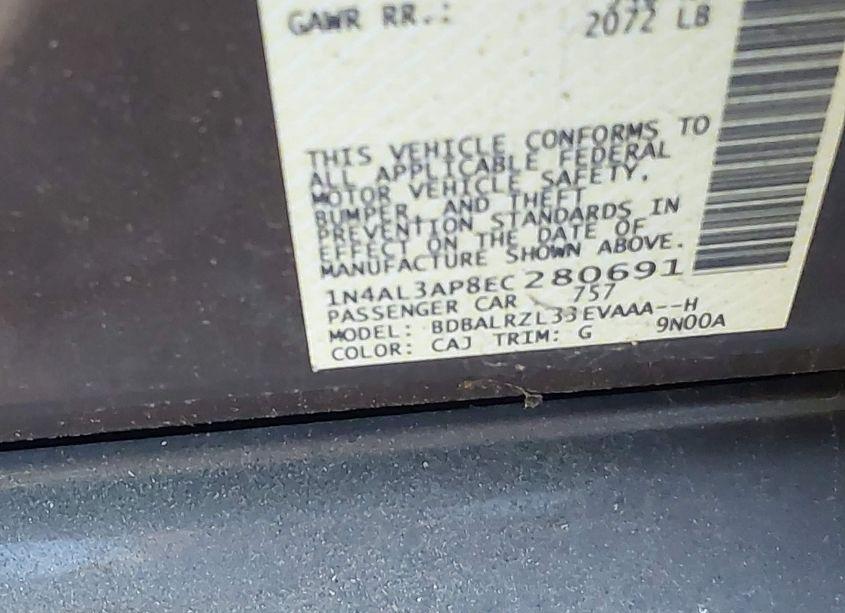 GAWR RR.: 2072 LB
THIS VEHICLE CONFORMS TO
ALL APPLICABLE FEDERAL
MOTOR VEHICLE SAFETY,
BUMPER, AND THEFT
PREVENTION STANDARDS IN
EFFECT ON THE DATE OF
MANUFACTURE SHOWN ABOVE.
1N4AL3AP8EC280691
PASSENGER CAR 757
MODEL: BDBALRZL33EVAAA--H
COLOR: CAJ TRIM: G 9N00A